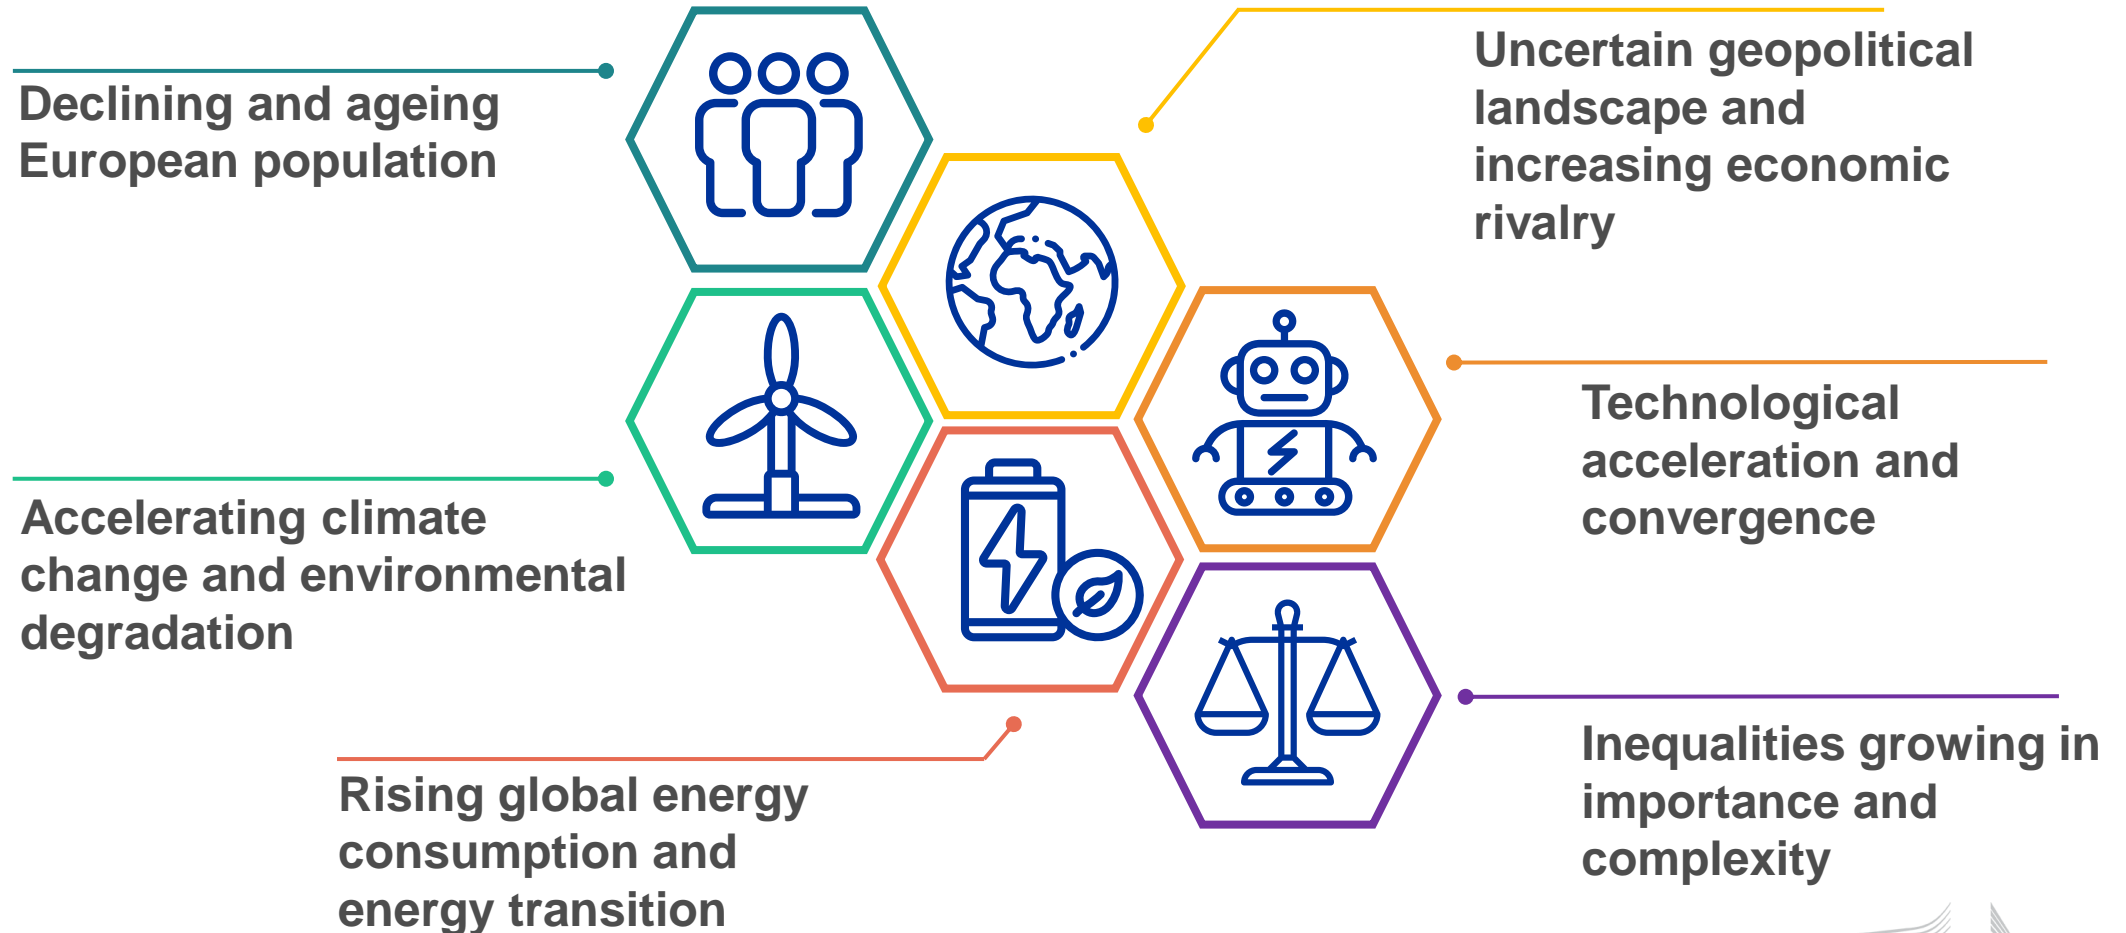 Declining and ageing
European population
Uncertain geopolitical
landscape and
increasing economic
rivalry
Technological
acceleration and
convergence
Accelerating climate
change and environmental
degradation
Inequalities growing in
importance and
complexity
Rising global energy
consumption and
energy transition